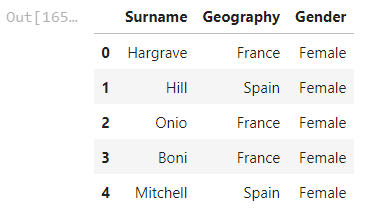 Out[165... Surname Geography Gender
0 Hargrave France Female
1 Hill Spain Female
2 Onio France Female
3 Boni France Female
4 Mitchell Spain Female